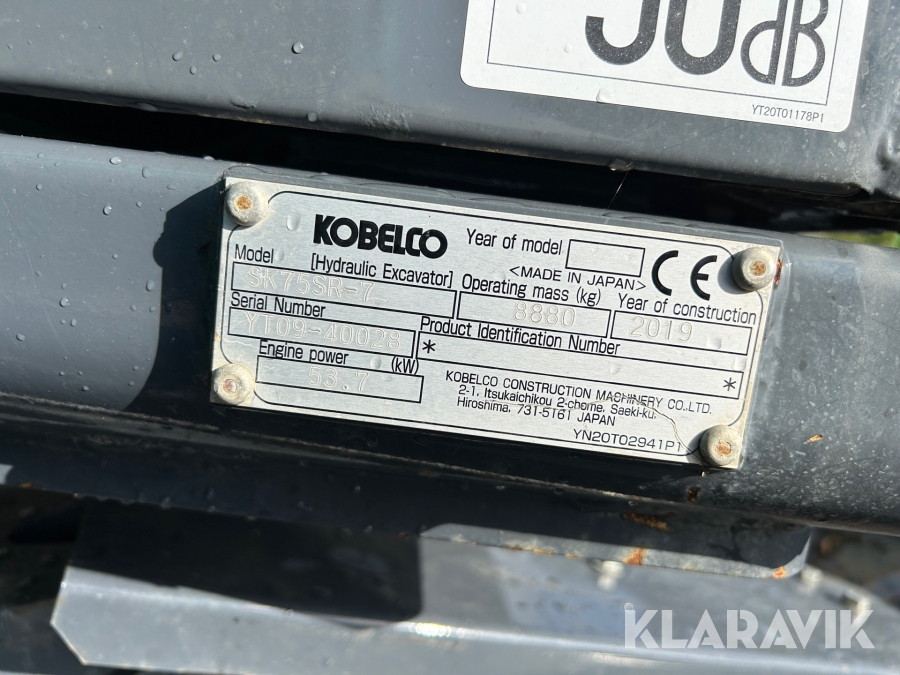 dB
YT20T01178P1
KOBELCO
Year of model
<MADE IN JAPAN>
CE
Model
[Hydraulic Excavator]
Operating mass (kg)
Year of construction
SK75SR-7
8880
2019
Serial Number
Product Identification Number
YT09-40028
*
*
Engine power (kW)
53.7
KOBELCO CONSTRUCTION MACHINERY CO.,LTD.
2-1, Itsukaichikou 2-chome, Saeki-ku,
Hiroshima, 731-5161 JAPAN
YN20T02941P1
KLARAVIK